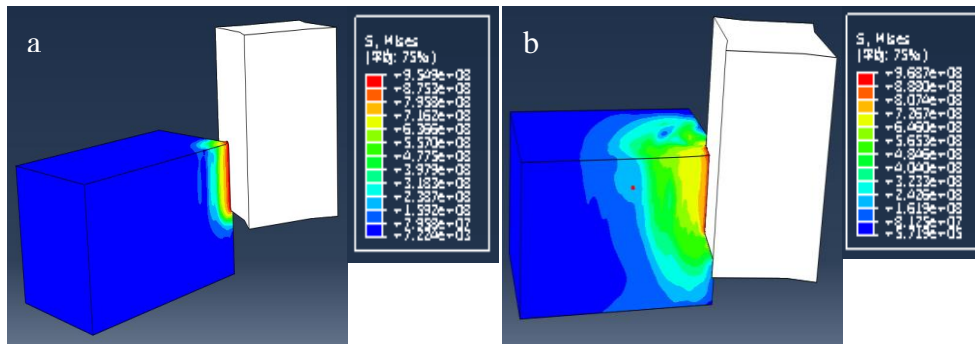 a
S, Mises
(平均: 75%)
+9.549e+08
+8.753e+08
+7.958e+08
+7.162e+08
+6.366e+08
+5.570e+08
+4.775e+08
+3.979e+08
+3.183e+08
+2.387e+08
+1.592e+08
b
S, Mises
(平均: 75%)
+9.687e+08
+8.880e+08
+8.074e+08
+7.267e+08
+6.460e+08
+5.653e+08
+4.846e+08
+4.040e+08
+3.233e+08
+2.426e+08
+1.619e+08
+8.125e+07
+5.719e+05